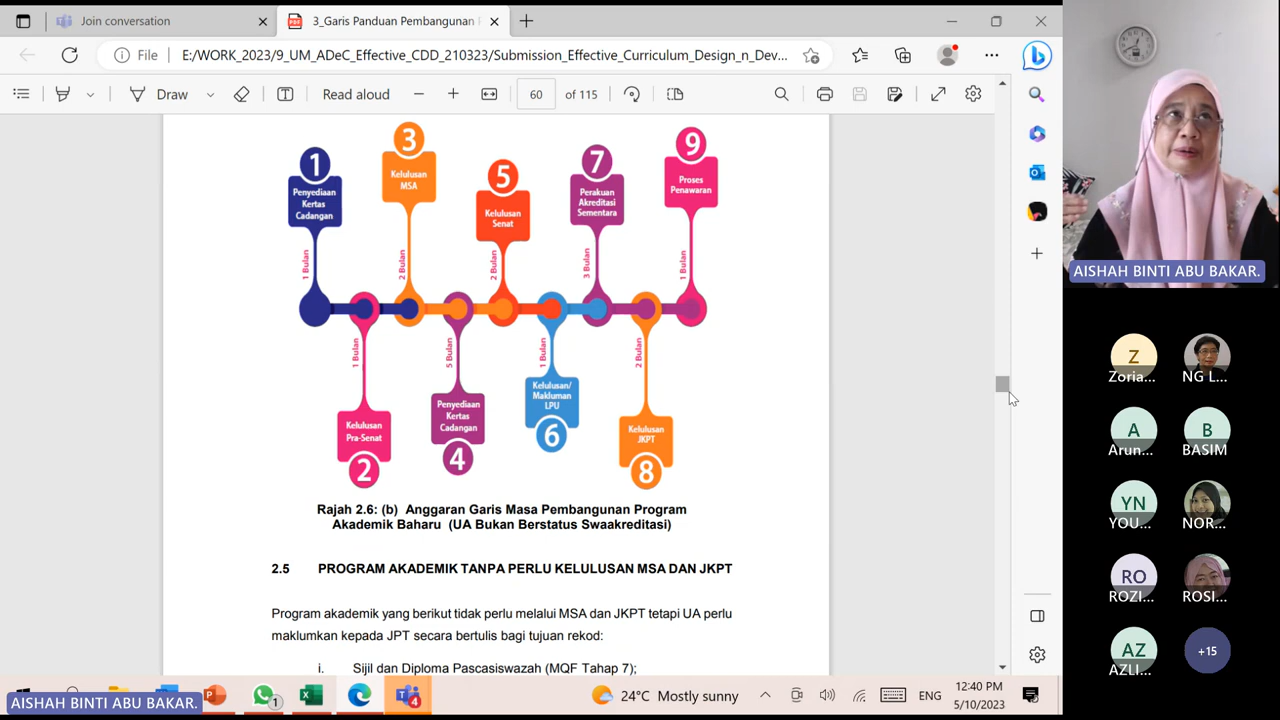 Join conversation
3_Garis Panduan Pembangunan
File
E:/WORK_2023/9_UM_ADeC_Effective_CDD_210323/Submission_Effective_Curriculum_Design_n_Dev...
Draw
Read aloud
60
of 115
1
Penyediaan
Kertas
Cadangan
1 Bulan
3
Kelulusan
MSA
2 Bulan
5
Kelulusan
Senat
2 Bulan
7
Perakuan
Akreditasi
Sementara
3 Bulan
9
Proses
Penawaran
1 Bulan
1 Bulan
Kelulusan
Pra-Senat
2
5 Bulan
Penyediaan
Kertas
Cadangan
4
1 Bulan
Kelulusan/
Makluman
LPU
6
2 Bulan
Kelulusan
JKPT
8
Rajah 2.6: (b) Anggaran Garis Masa Pembangunan Program
Akademik Baharu (UA Bukan Berstatus Swaakreditasi)
2.5 PROGRAM AKADEMIK TANPA PERLU KELULUSAN MSA DAN JKPT
Program akademik yang berikut tidak perlu melalui MSA dan JKPT tetapi UA perlu
maklumkan kepada JPT secara bertulis bagi tujuan rekod:
i. Sijil dan Diploma Pascasiswazah (MQF Tahap 7);
AISHAH BINTI ABU BAKAR.
Z
Zoria...
NG L...
A
Arun...
B
BASIM
YN
YOU...
NOR...
RO
ROZI...
ROSI...
AZ
AZLI...
+15
AISHAH BINTI ABU BAKAR.
1
4
24°C Mostly sunny
ENG
12:40 PM
5/10/2023